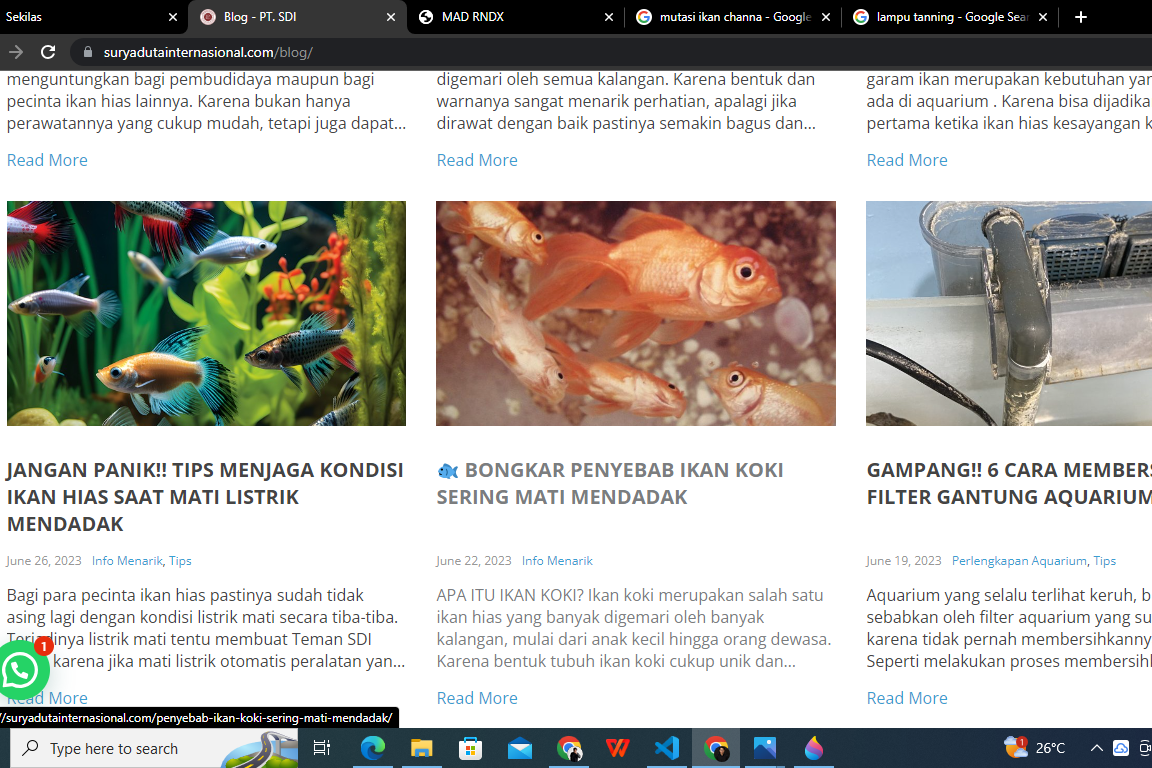 Sekilas
Blog - PT. SDI
MAD RNDX
mutasi ikan channa - Google
lampu tanning - Google Sear
suryadutainternasional.com/blog/
menguntungkan bagi pembudidaya maupun bagi
pecinta ikan hias lainnya. Karena bukan hanya
perawatannya yang cukup mudah, tetapi juga dapat...
Read More
digemari oleh semua kalangan. Karena bentuk dan
warnanya sangat menarik perhatian, apalagi jika
dirawat dengan baik pastinya semakin bagus dan...
Read More
garam ikan merupakan kebutuhan yan
ada di aquarium . Karena bisa dijadika
pertama ketika ikan hias kesayangan k
Read More
JANGAN PANIK!! TIPS MENJAGA KONDISI
IKAN HIAS SAAT MATI LISTRIK
MENDADAK
June 26, 2023 Info Menarik, Tips
Bagi para pecinta ikan hias pastinya sudah tidak
asing lagi dengan kondisi listrik mati secara tiba-tiba.
Terjadinya listrik mati tentu membuat Teman SDI
karena jika mati listrik otomatis peralatan yan...
Read More
🐟 BONGKAR PENYEBAB IKAN KOKI
SERING MATI MENDADAK
June 22, 2023 Info Menarik
APA ITU IKAN KOKI? Ikan koki merupakan salah satu
ikan hias yang banyak digemari oleh banyak
kalangan, mulai dari anak kecil hingga orang dewasa.
Karena bentuk tubuh ikan koki cukup unik dan...
Read More
GAMPANG!! 6 CARA MEMBERS
FILTER GANTUNG AQUARIUM
June 19, 2023 Perlengkapan Aquarium, Tips
Aquarium yang selalu terlihat keruh, b
sebabkan oleh filter aquarium yang su
karena tidak pernah membersihkanny
Seperti melakukan proses membersihk
Read More
1
/suryadutainternasional.com/penyebab-ikan-koki-sering-mati-mendadak/
Type here to search
1
26°C